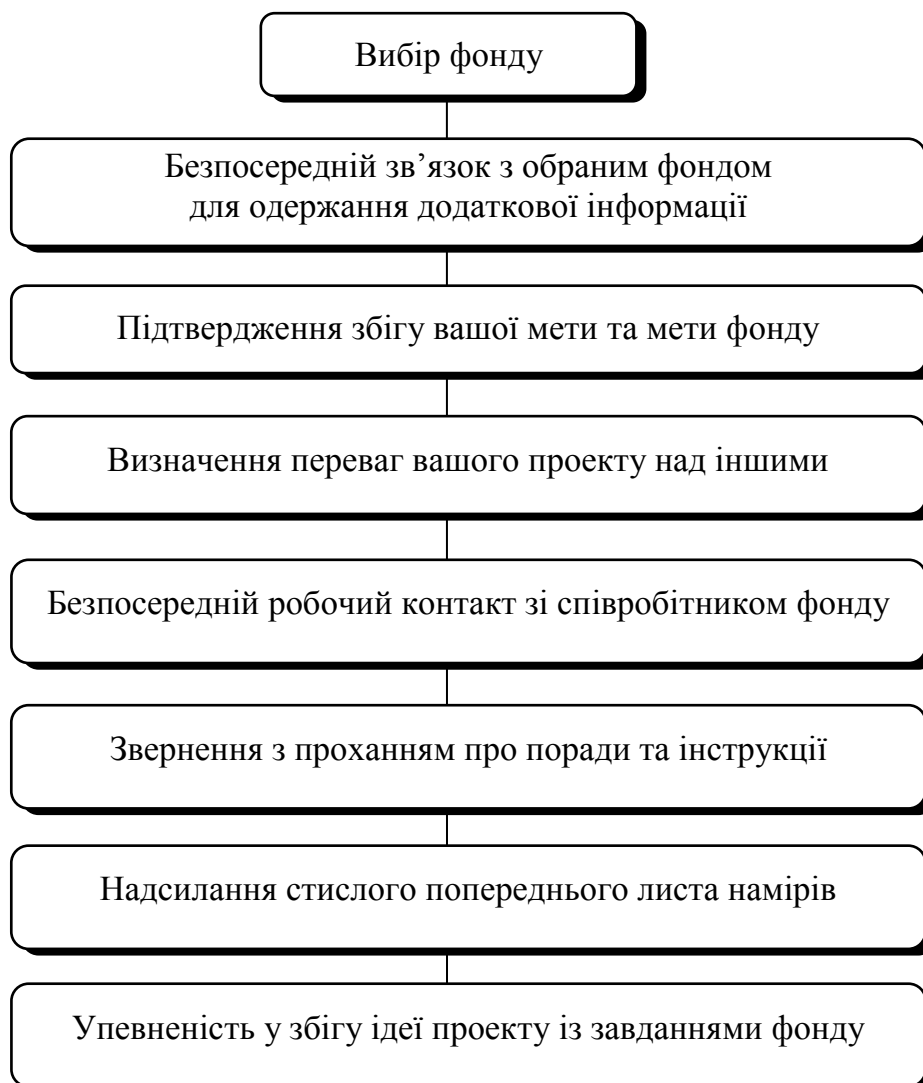 Вибір фонду
Безпосередній зв’язок з обраним фондом
для одержання додаткової інформації
Підтвердження збігу вашої мети та мети фонду
Визначення переваг вашого проекту над іншими
Безпосередній робочий контакт зі співробітником фонду
Звернення з проханням про поради та інструкції
Надсилання стислого попереднього листа намірів
Упевненість у збігу ідеї проекту із завданнями фонду